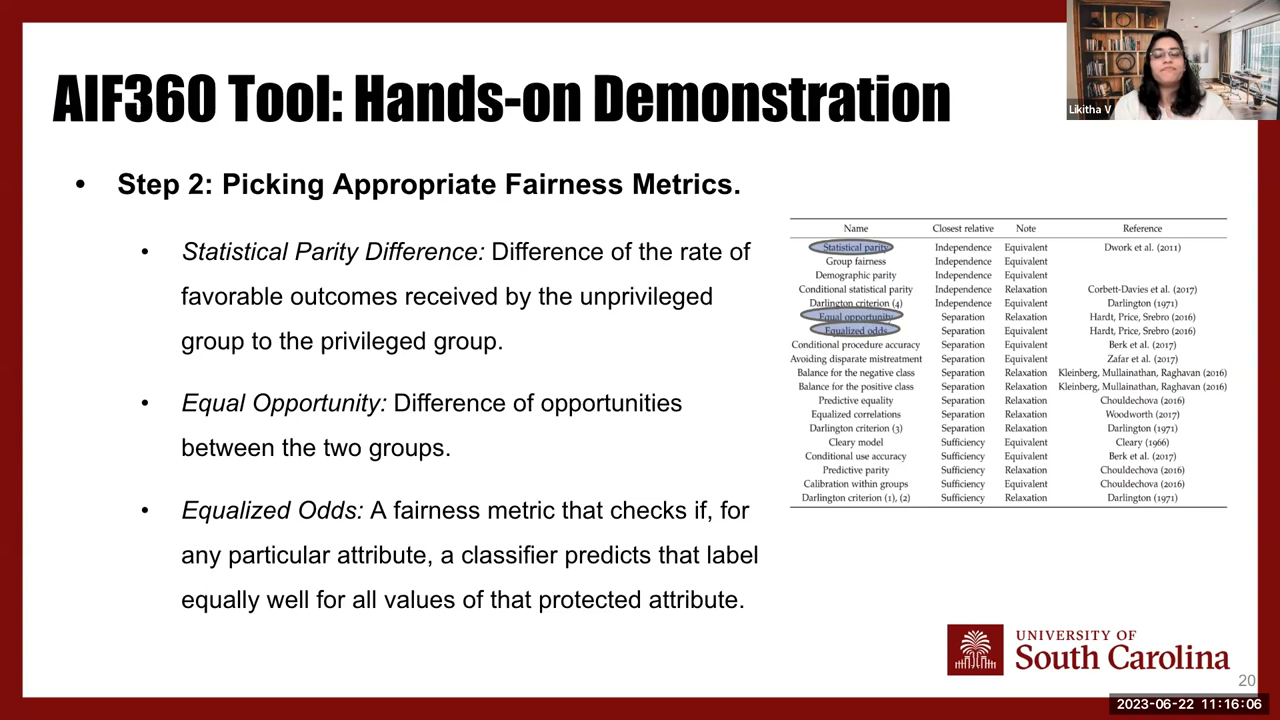 AIF360 Tool: Hands-on Demonstration
Likitha V
• Step 2: Picking Appropriate Fairness Metrics.
• Statistical Parity Difference: Difference of the rate of
favorable outcomes received by the unprivileged
group to the privileged group.
• Equal Opportunity: Difference of opportunities
between the two groups.
• Equalized Odds: A fairness metric that checks if, for
any particular attribute, a classifier predicts that label
equally well for all values of that protected attribute.
Name Closest relative Note Reference
Statistical parity Independence Equivalent Dwork et al. (2011)
Group fairness Independence Equivalent
Demographic parity Independence Equivalent
Conditional statistical parity Independence Relaxation Corbett-Davies et al. (2017)
Darlington criterion (4) Independence Equivalent Darlington (1971)
Equal opportunity Separation Relaxation Hardt, Price, Srebro (2016)
Equalized odds Separation Equivalent Hardt, Price, Srebro (2016)
Conditional procedure accuracy Separation Equivalent Berk et al. (2017)
Avoiding disparate mistreatment Separation Equivalent Zafar et al. (2017)
Balance for the negative class Separation Relaxation Kleinberg, Mullainathan, Raghavan (2016)
Balance for the positive class Separation Relaxation Kleinberg, Mullainathan, Raghavan (2016)
Predictive equality Separation Relaxation Chouldechova (2016)
Equalized correlations Separation Relaxation Woodworth (2017)
Darlington criterion (3) Separation Relaxation Darlington (1971)
Cleary model Sufficiency Equivalent Cleary (1966)
Conditional use accuracy Sufficiency Equivalent Berk et al. (2017)
Predictive parity Sufficiency Relaxation Chouldechova (2016)
Calibration within groups Sufficiency Equivalent Chouldechova (2016)
Darlington criterion (1), (2) Sufficiency Relaxation Darlington (1971)
UNIVERSITY OF
South Carolina
20
2023-06-22 11:16:06